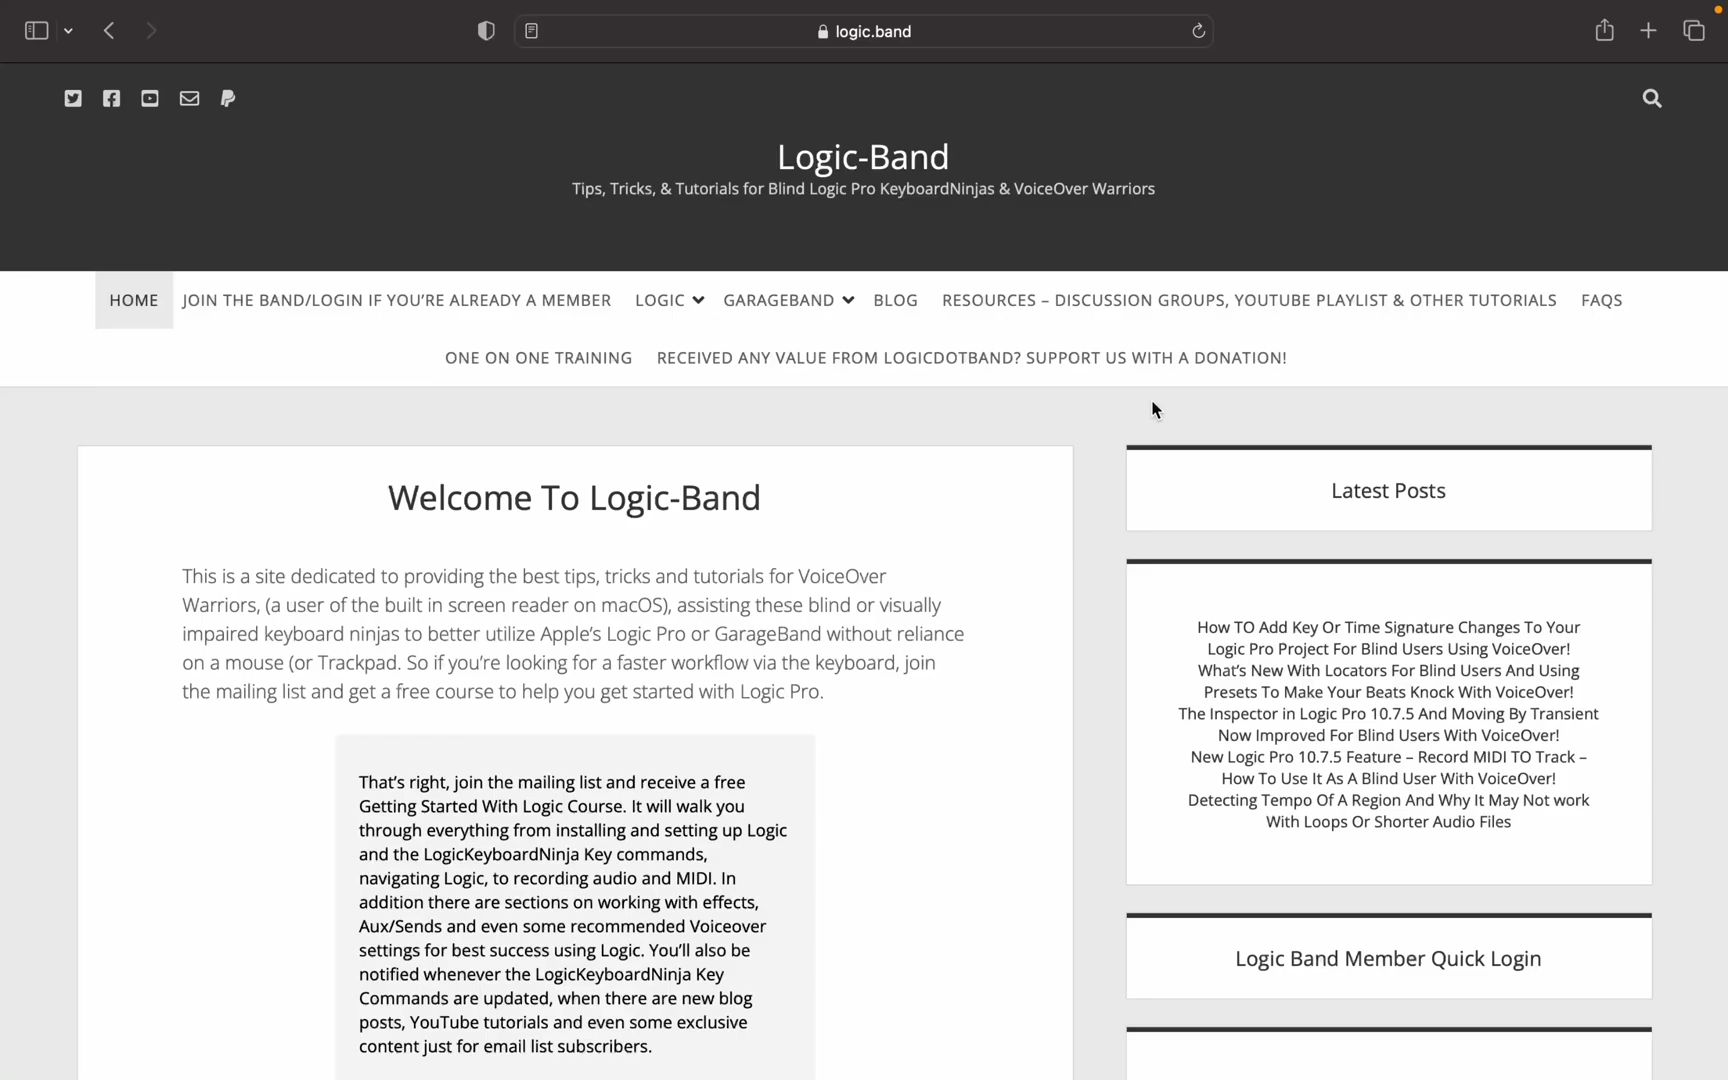 logic.band
Logic-Band
Tips, Tricks, & Tutorials for Blind Logic Pro KeyboardNinjas & VoiceOver Warriors
HOME JOIN THE BAND/LOGIN IF YOU’RE ALREADY A MEMBER LOGIC GARAGEBAND BLOG RESOURCES – DISCUSSION GROUPS, YOUTUBE PLAYLIST & OTHER TUTORIALS FAQS
ONE ON ONE TRAINING RECEIVED ANY VALUE FROM LOGICDOTBAND? SUPPORT US WITH A DONATION!
Welcome To Logic-Band
This is a site dedicated to providing the best tips, tricks and tutorials for VoiceOver
Warriors, (a user of the built in screen reader on macOS), assisting these blind or visually
impaired keyboard ninjas to better utilize Apple’s Logic Pro or GarageBand without reliance
on a mouse (or Trackpad. So if you’re looking for a faster workflow via the keyboard, join
the mailing list and get a free course to help you get started with Logic Pro.
That’s right, join the mailing list and receive a free
Getting Started With Logic Course. It will walk you
through everything from installing and setting up Logic
and the LogicKeyboardNinja Key commands,
navigating Logic, to recording audio and MIDI. In
addition there are sections on working with effects,
Aux/Sends and even some recommended Voiceover
settings for best success using Logic. You’ll also be
notified whenever the LogicKeyboardNinja Key
Commands are updated, when there are new blog
posts, YouTube tutorials and even some exclusive
content just for email list subscribers.
Latest Posts
How TO Add Key Or Time Signature Changes To Your
Logic Pro Project For Blind Users Using VoiceOver!
What’s New With Locators For Blind Users And Using
Presets To Make Your Beats Knock With VoiceOver!
The Inspector in Logic Pro 10.7.5 And Moving By Transient
Now Improved For Blind Users With VoiceOver!
New Logic Pro 10.7.5 Feature – Record MIDI TO Track –
How To Use It As A Blind User With VoiceOver!
Detecting Tempo Of A Region And Why It May Not work
With Loops Or Shorter Audio Files
Logic Band Member Quick Login